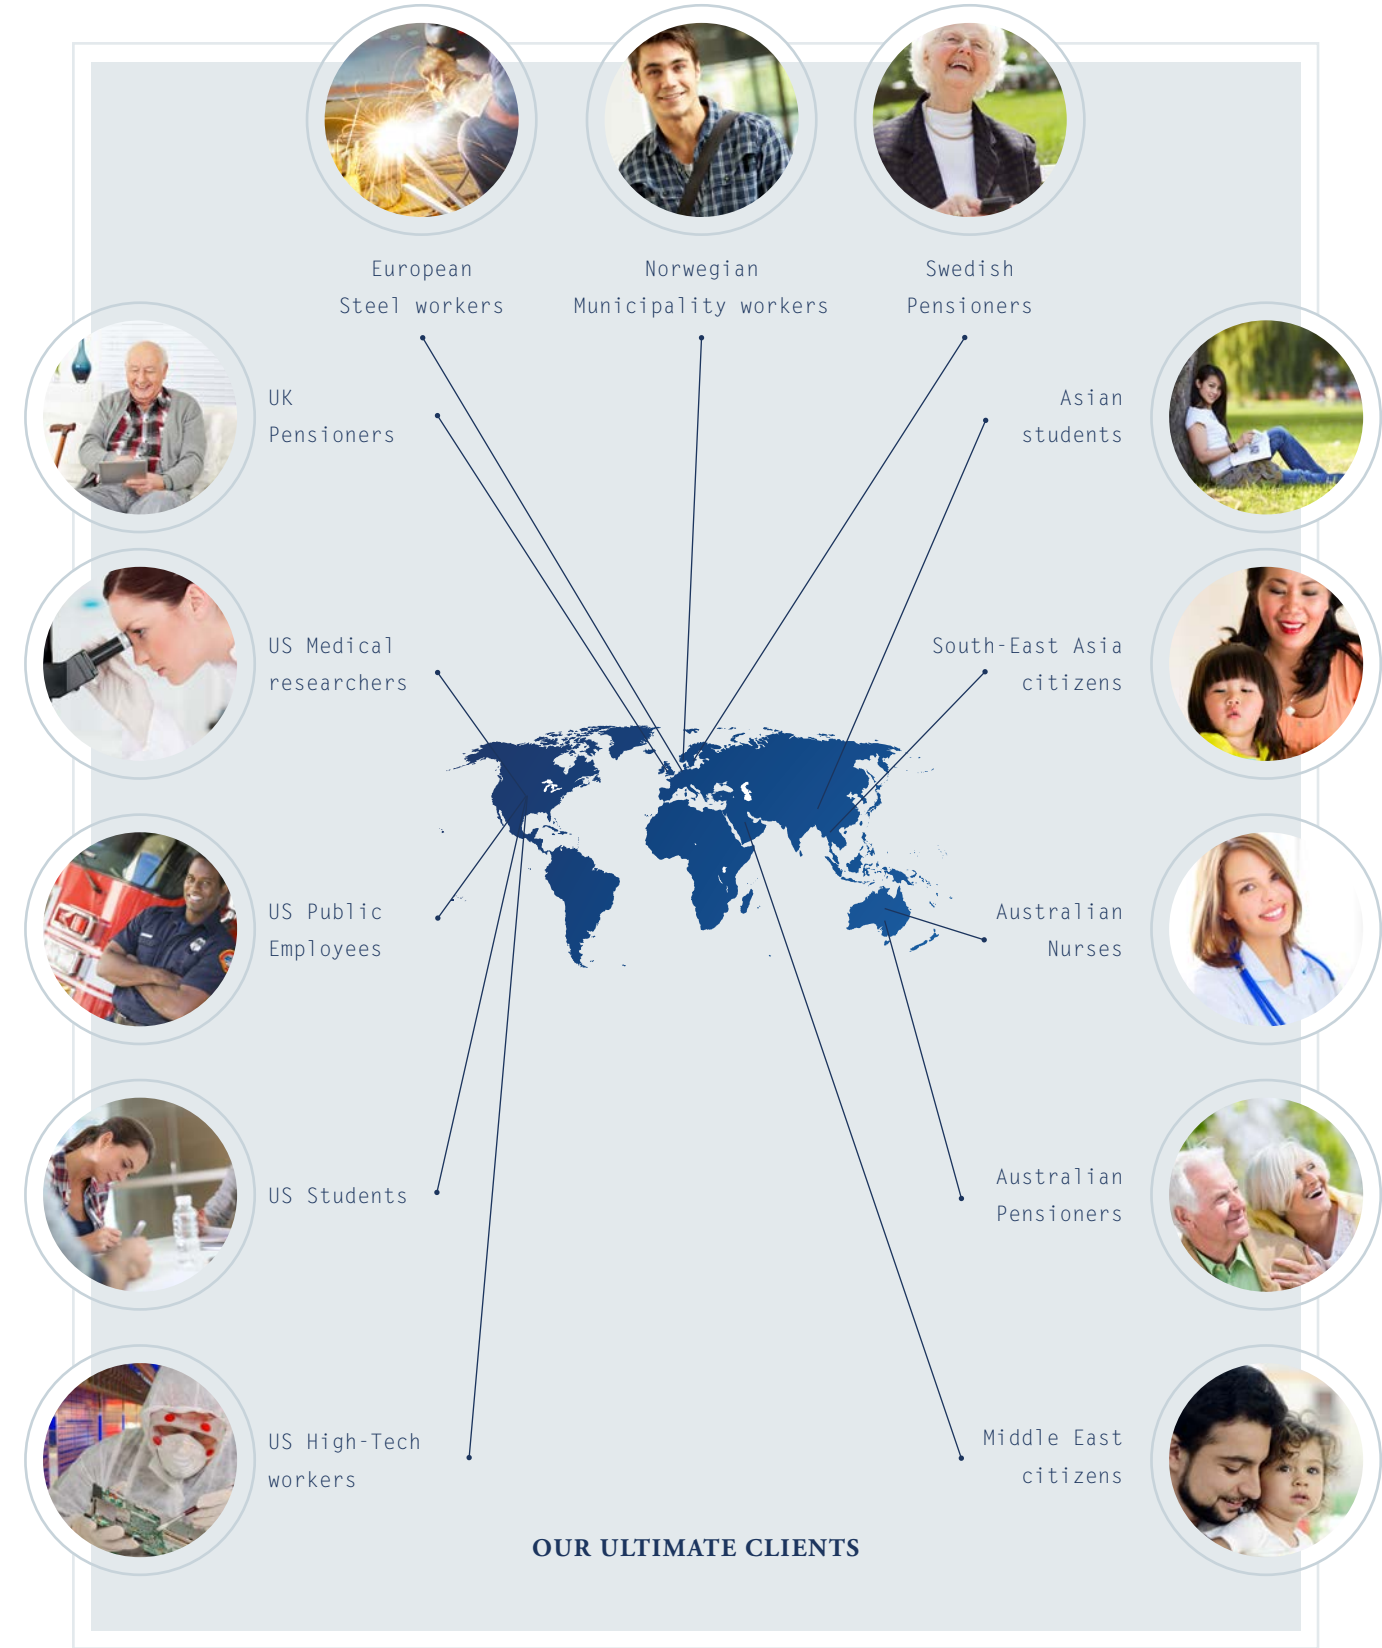 European
Steel workers
Norwegian
Municipality workers
Swedish
Pensioners
UK
Pensioners
Asian
students
US Medical
researchers
South-East Asia
citizens
US Public
Employees
Australian
Nurses
US Students
Australian
Pensioners
US High-Tech
workers
Middle East
citizens
OUR ULTIMATE CLIENTS